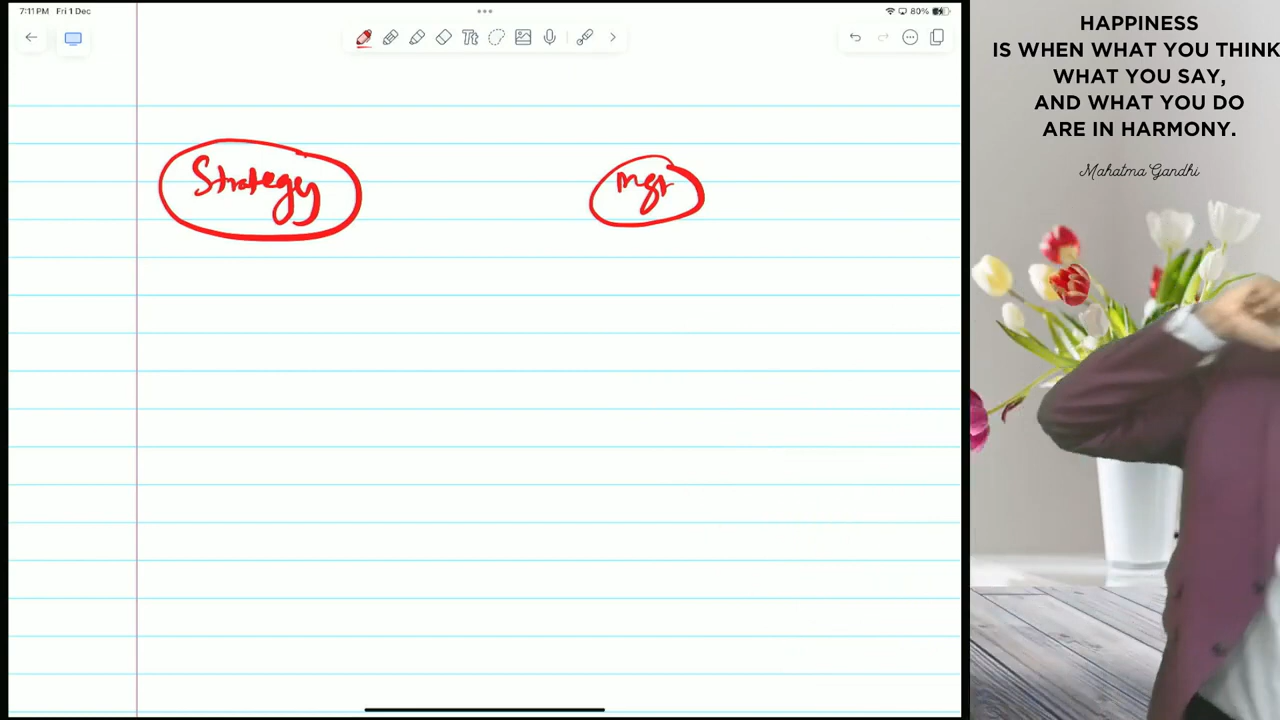 7:11 PM Fri 1 Dec
80%
Strategy
mgt
HAPPINESS
IS WHEN WHAT YOU THINK
WHAT YOU SAY,
AND WHAT YOU DO
ARE IN HARMONY.
Mahatma Gandhi